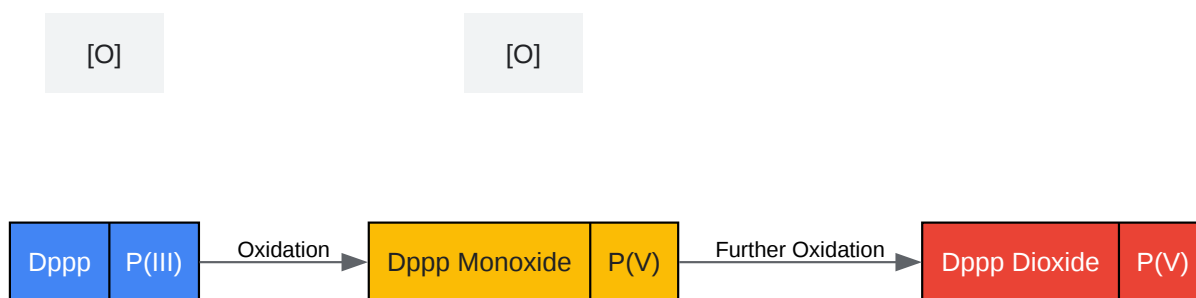 [O]
[O]
Dppp P(III) Oxidation Dppp Monoxide P(V) Further Oxidation Dppp Dioxide P(V)